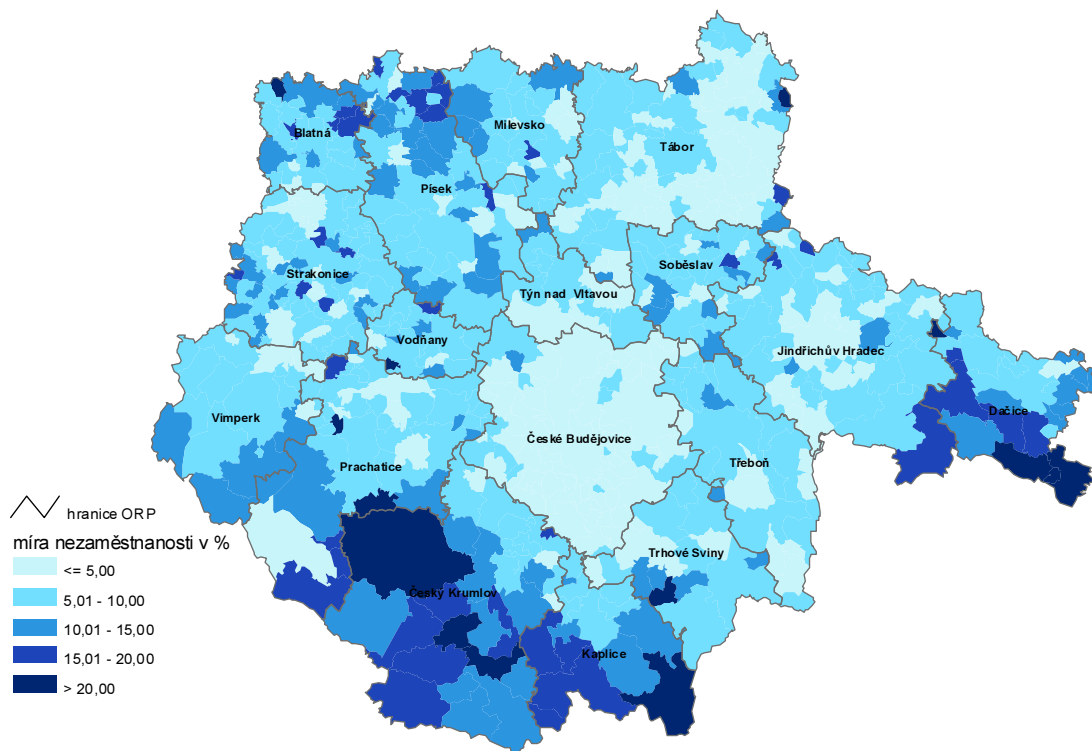 Blatná
Milevsko
Tábor
Písek
Strakonice
Soběslav
Týn nad Vltavou
Vodňany
Jindřichův Hradec
Dačice
Vimperk
České Budějovice
Prachatice
Třeboň
Trhové Sviny
Český Krumlov
Kaplice
hranice ORP
míra nezaměstnanosti v %
<= 5,00
5,01 - 10,00
10,01 - 15,00
15,01 - 20,00
> 20,00